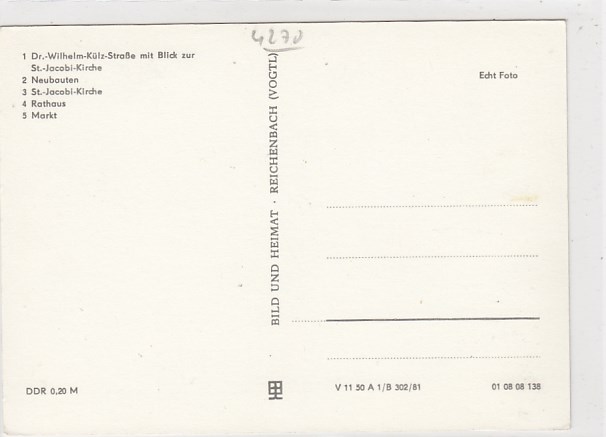 4270
1 Dr.-Wilhelm-Külz-Straße mit Blick zur
St.-Jacobi-Kirche
2 Neubauten
3 St.-Jacobi-Kirche
4 Rathaus
5 Markt
BILD UND HEIMAT · REICHENBACH (VOGTL)
Echt Foto
DDR 0,20 M
V 11 50 A 1/B 302/81
01 08 08 138